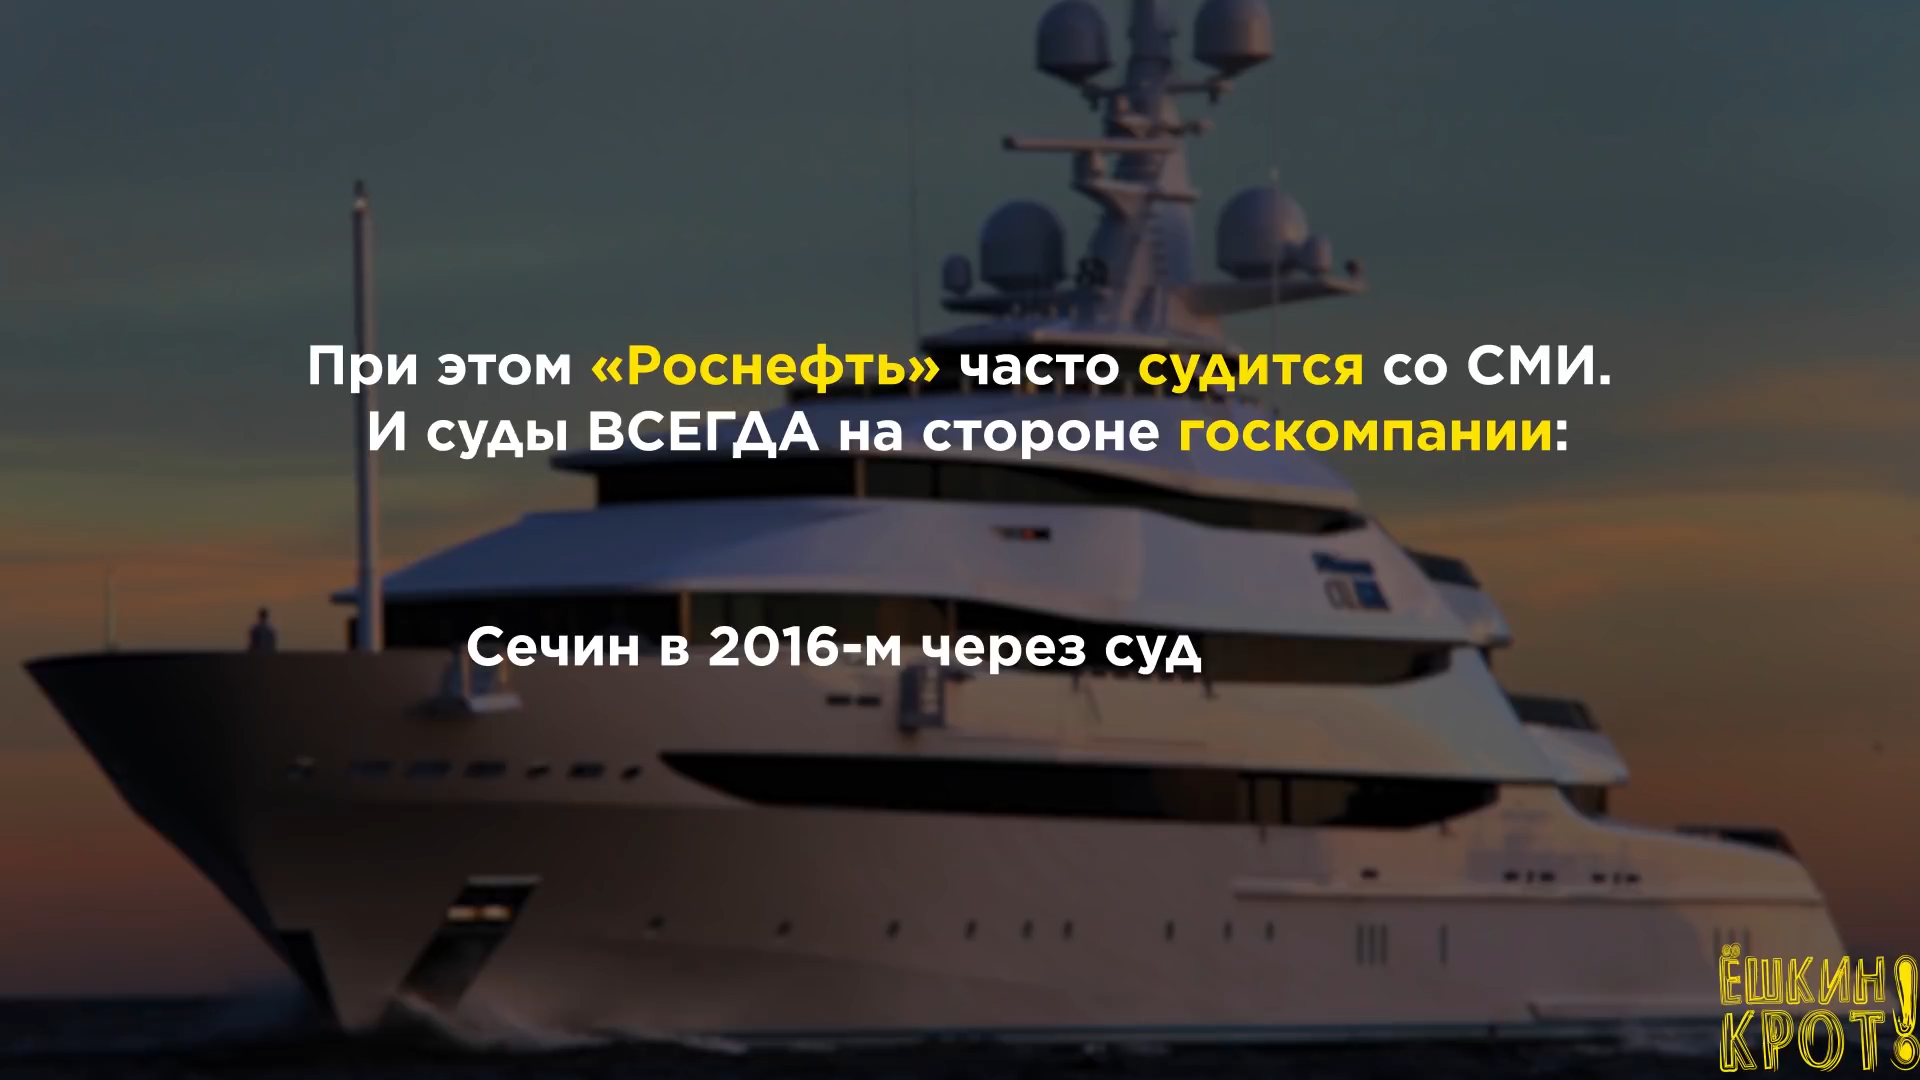 При этом «Роснефть» часто судится со СМИ.
И суды ВСЕГДА на стороне госкомпании:
Сечин в 2016-м через суд
ЁШКИН
КРОТ!